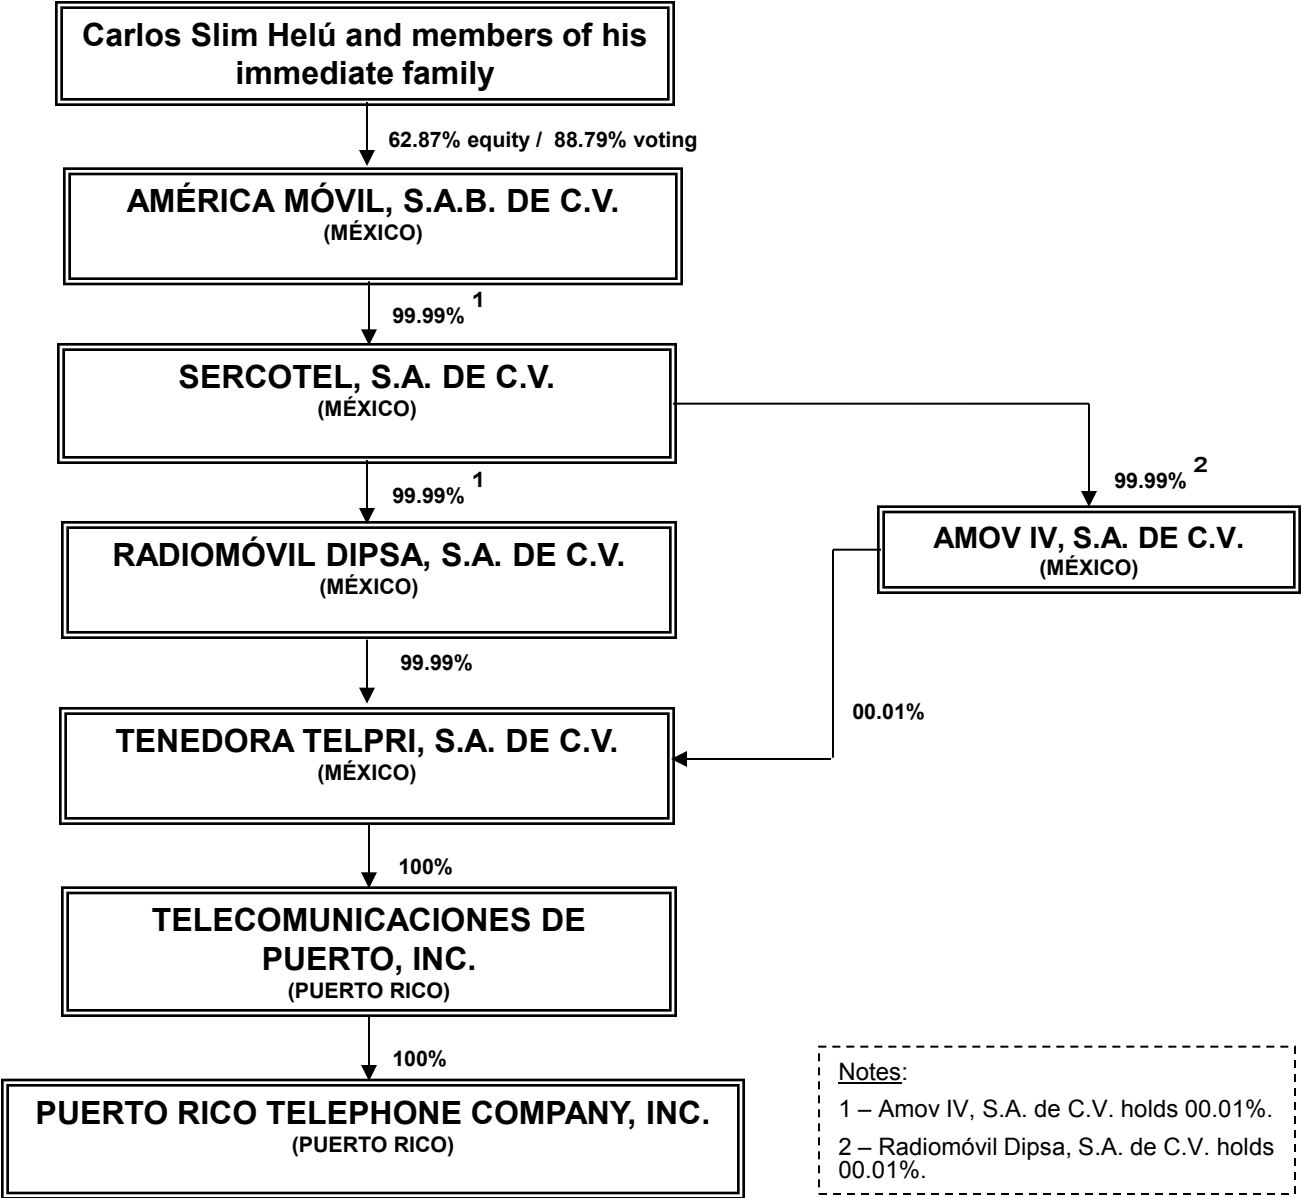 Carlos Slim Helú and members of his
immediate family
62.87% equity / 88.79% voting
AMÉRICA MÓVIL, S.A.B. DE C.V.
(MÉXICO)
99.99% 1
SERCOTEL, S.A. DE C.V.
(MÉXICO)
99.99% 1
99.99% 2
RADIOMÓVIL DIPSA, S.A. DE C.V.
(MÉXICO)
AMOV IV, S.A. DE C.V.
(MÉXICO)
99.99%
00.01%
TENEDORA TELPRI, S.A. DE C.V.
(MÉXICO)
100%
TELECOMUNICACIONES DE
PUERTO, INC.
(PUERTO RICO)
100%
PUERTO RICO TELEPHONE COMPANY, INC.
(PUERTO RICO)
Notes:
1 – Amov IV, S.A. de C.V. holds 00.01%.
2 – Radiomóvil Dipsa, S.A. de C.V. holds
00.01%.